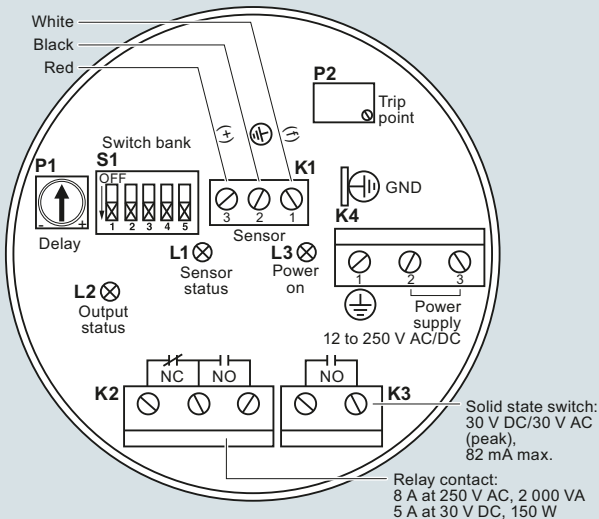 White
Black
Red
P2
Trip
point
(+)
(f)
Switch bank
P1
S1
OFF
K1
- +
1 2 3 4 5
3 2 1
GND
K4
Delay
Sensor
L1
Sensor
status
L3
Power
on
1 2 3
L2
Output
status
Power
supply
12 to 250 V AC/DC
NC NO
NO
K2
K3
Solid state switch:
30 V DC/30 V AC
(peak),
82 mA max.
Relay contact:
8 A at 250 V AC, 2 000 VA
5 A at 30 V DC, 150 W